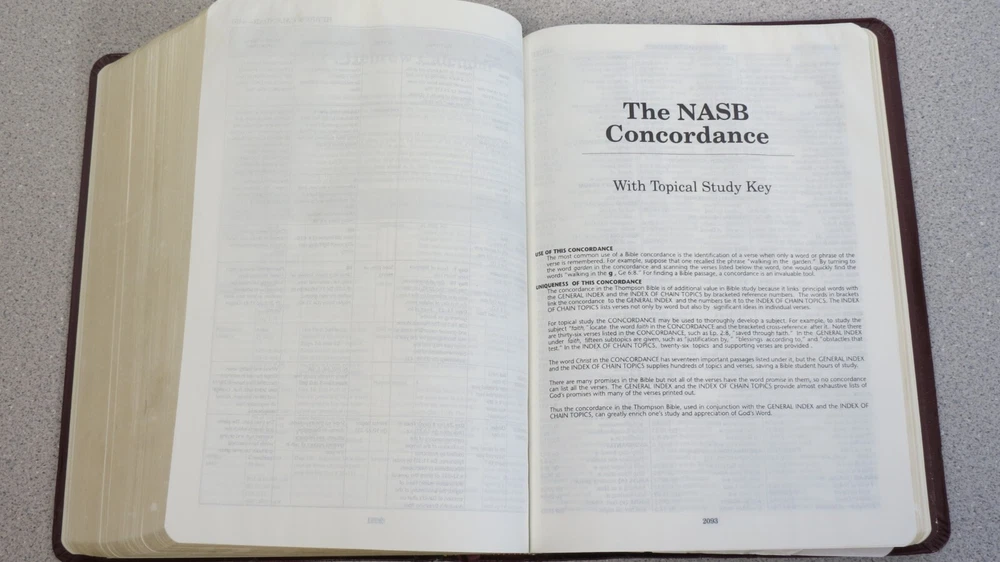 The NASB
Concordance
With Topical Study Key
USE OF THIS CONCORDANCE
The most common use of a Bible concordance is the identification of a verse when only a word or phrase of the
verse is remembered. For example, suppose that one recalled the phrase "walking in the garden." By turning to
the word garden in the concordance and scanning the verses listed below the word, one would quickly find the
words "walking in the g, Ge 6.8." For finding a Bible passage, a concordance is an invaluable tool.
UNIQUENESS OF THIS CONCORDANCE
The concordance in the Thompson Bible is of additional value in Bible study because it links principal words with
the GENERAL INDEX and the INDEX OF CHAIN TOPICS by bracketed reference numbers. The words in brackets
link the concordance to the GENERAL INDEX and the numbers tie it to the INDEX OF CHAIN TOPICS. The INDEX
OF CHAIN TOPICS lists verses not only by word but also by significant ideas in individual verses.
For topical study the CONCORDANCE may be used to thoroughly develop a subject. For example, to study the
subject "faith," locate the word faith in the CONCORDANCE and the bracketed cross-reference after it. Note there
are thirty-six verses listed in the CONCORDANCE, such as Ep. 2.8, "saved through faith." In the GENERAL INDEX
under faith, fifteen subtopics are given, such as "justification by," "blessings according to," and "obstacles that
test." In the INDEX OF CHAIN TOPICS, twenty-six topics and supporting verses are provided.
The word Christ in the CONCORDANCE has seventeen important passages listed under it, but the GENERAL INDEX
and the INDEX OF CHAIN TOPICS supplies hundreds of topics and verses, saving a Bible student hours of study.
There are many promises in the Bible but not all of the verses have the word promise in them, so no concordance
can list all the verses. The GENERAL INDEX and the INDEX OF CHAIN TOPICS provide almost exhaustive lists of
God's promises with many of the verses printed out.
Thus the concordance in the Thompson Bible, used in conjunction with the GENERAL INDEX and the INDEX OF
CHAIN TOPICS, can greatly enrich one's study and appreciation of God's Word.
2093